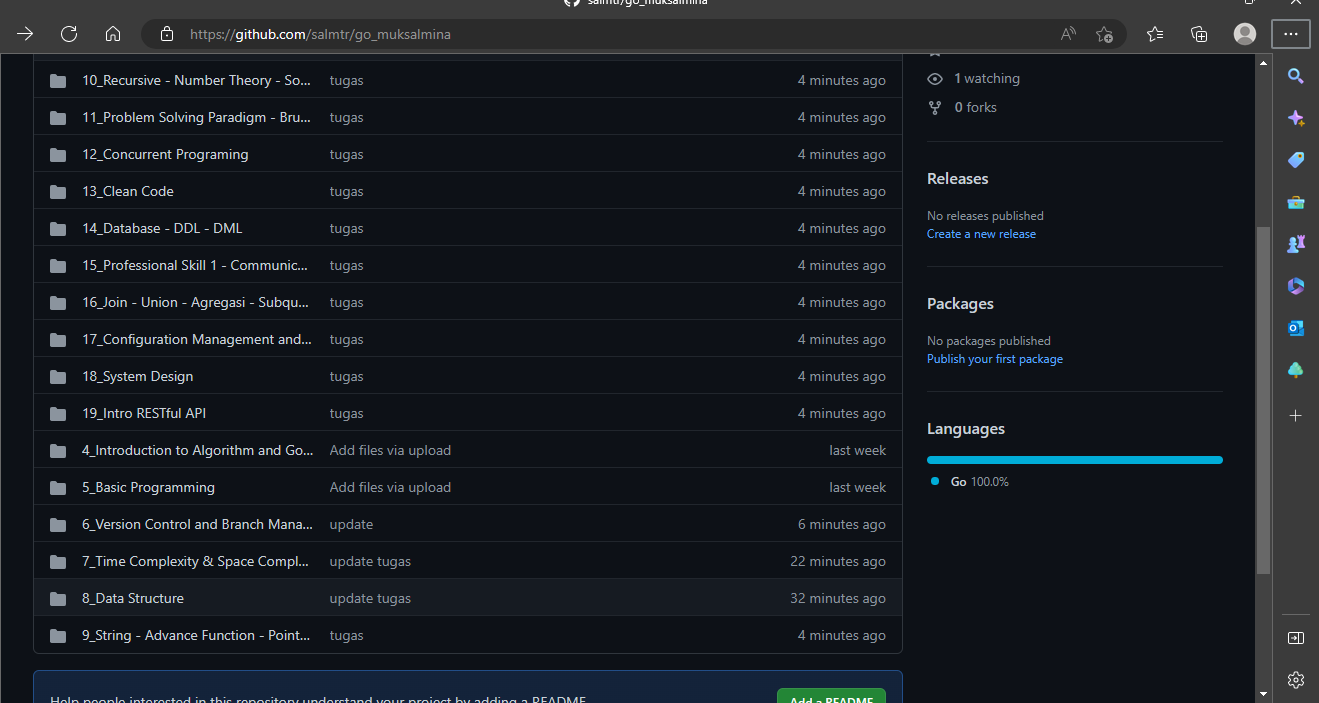 salmtr/go_muksalmina
https://github.com/salmtr/go_muksalmina
10_Recursive - Number Theory - So... tugas 4 minutes ago
11_Problem Solving Paradigm - Bru... tugas 4 minutes ago
12_Concurrent Programing tugas 4 minutes ago
13_Clean Code tugas 4 minutes ago
14_Database - DDL - DML tugas 4 minutes ago
15_Professional Skill 1 - Communic... tugas 4 minutes ago
16_Join - Union - Agregasi - Subqu... tugas 4 minutes ago
17_Configuration Management and... tugas 4 minutes ago
18_System Design tugas 4 minutes ago
19_Intro RESTful API tugas 4 minutes ago
4_Introduction to Algorithm and Go... Add files via upload last week
5_Basic Programming Add files via upload last week
6_Version Control and Branch Mana... update 6 minutes ago
7_Time Complexity & Space Compl... update tugas 22 minutes ago
8_Data Structure update tugas 32 minutes ago
9_String - Advance Function - Point... tugas 4 minutes ago
Help people interested in this repository understand your project by adding a README. Add a README
1 watching
0 forks
Releases
No releases published
Create a new release
Packages
No packages published
Publish your first package
Languages
Go 100.0%